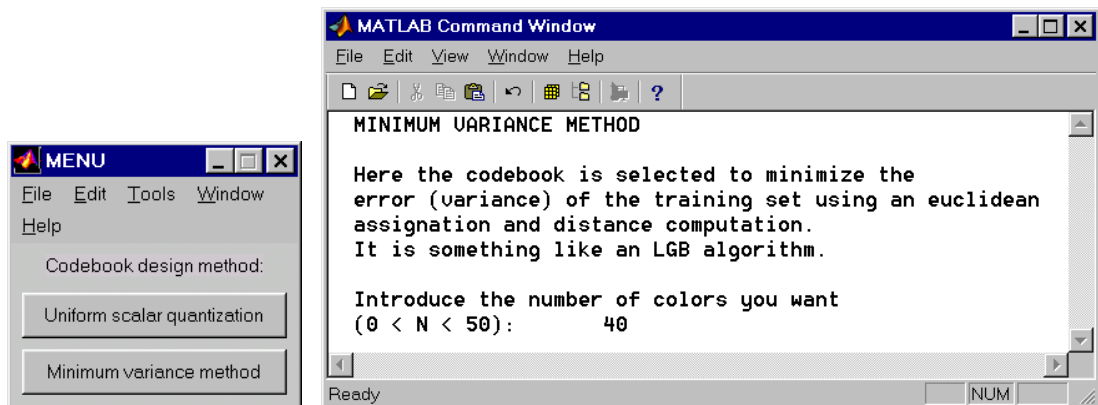 MENU
File Edit Tools Window
Help
Codebook design method:
Uniform scalar quantization
Minimum variance method
MATLAB Command Window
File Edit View Window Help
?
MINIMUM VARIANCE METHOD
Here the codebook is selected to minimize the
error (variance) of the training set using an euclidean
assignation and distance computation.
It is something like an LGB algorithm.
Introduce the number of colors you want
(0 < N < 50): 40
Ready NUM